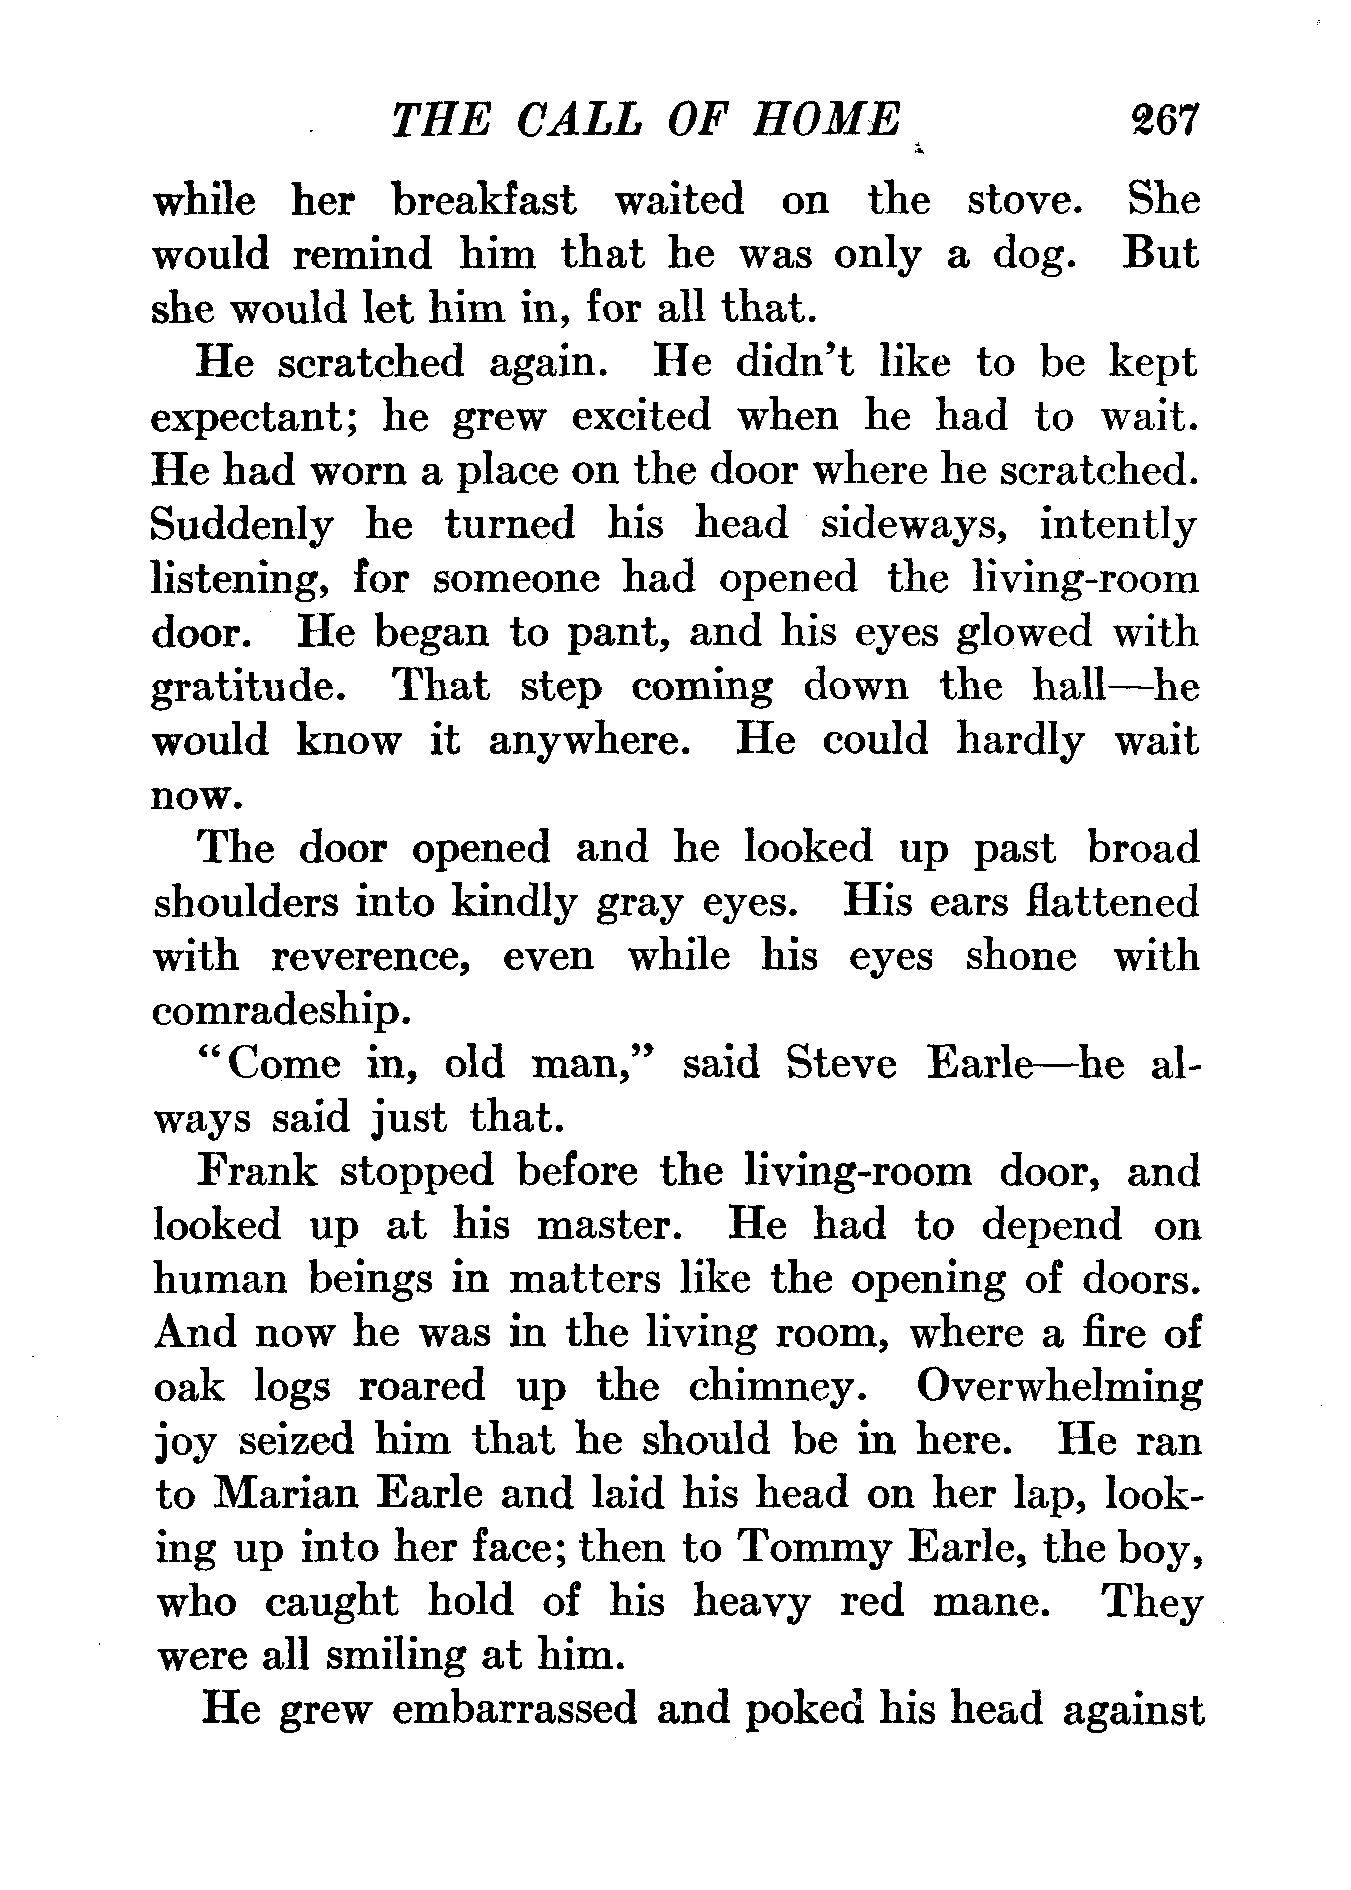 THE CALL OF HOME 267
while her breakfast waited on the stove. She
would remind him that he was only a dog. But
she would let him in, for all that.
He scratched again. He didn't like to be kept
expectant; he grew excited when he had to wait.
He had worn a place on the door where he scratched.
Suddenly he turned his head sideways, intently
listening, for someone had opened the living-room
door. He began to pant, and his eyes glowed with
gratitude. That step coming down the hall—he
would know it anywhere. He could hardly wait
now.
The door opened and he looked up past broad
shoulders into kindly gray eyes. His ears flattened
with reverence, even while his eyes shone with
comradeship.
"Come in, old man," said Steve Earle—he al-
ways said just that.
Frank stopped before the living-room door, and
looked up at his master. He had to depend on
human beings in matters like the opening of doors.
And now he was in the living room, where a fire of
oak logs roared up the chimney. Overwhelming
joy seized him that he should be in here. He ran
to Marian Earle and laid his head on her lap, look-
ing up into her face; then to Tommy Earle, the boy,
who caught hold of his heavy red mane. They
were all smiling at him.
He grew embarrassed and poked his head against